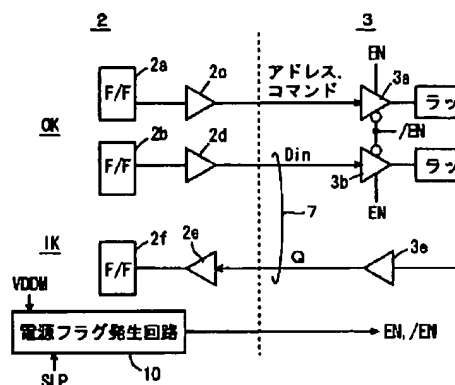 2
3
2a
2c
アドレス、
コマンド
EN
3a
F/F
ラッ
OK
2b
2d
/EN
F/F
Din
ラッ
3b
EN
7
1K
2f
2e
Q
3e
F/F
VDDM
電源フラグ発生回路
EN,/EN
SLP
10